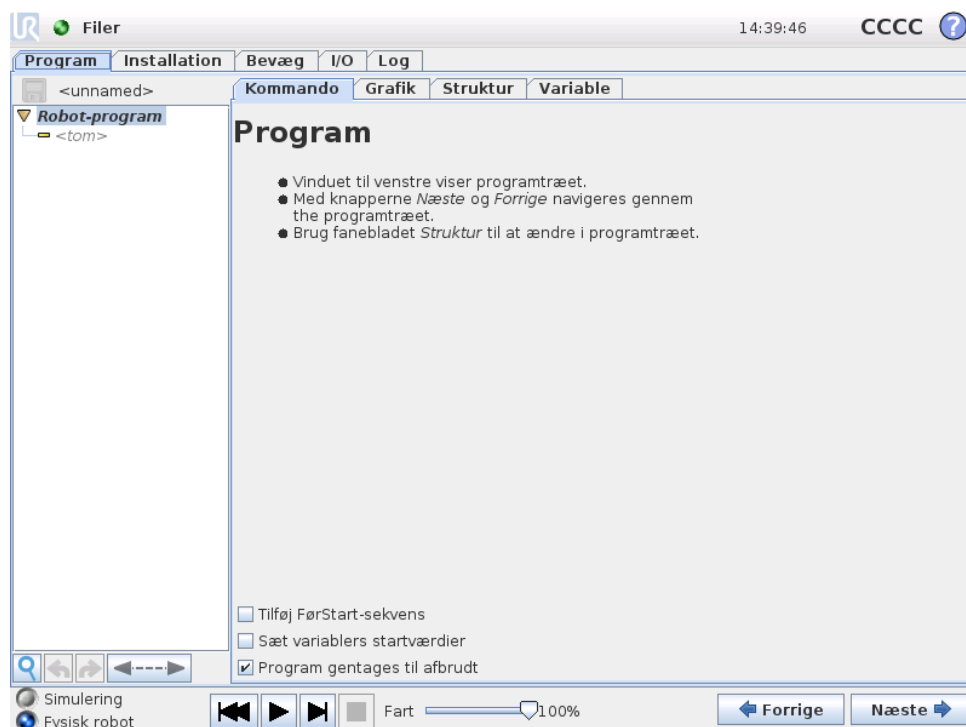 UR Filer 14:39:46 CCCC ?
Program Installation Bevæg I/O Log
<unnamed>
Kommando Grafik Struktur Variable
Robot-program
<tom>
Program
Vinduet til venstre viser programtræet.
Med knapperne Næste og Forrige navigeres gennem
the programtræet.
Brug fanebladet Struktur til at ændre i programtræet.
Tilføj FørStart-sekvens
Sæt variablers startværdier
Program gentages til afbrudt
Simulering
Fysisk robot
Fart 100%
Forrige Næste